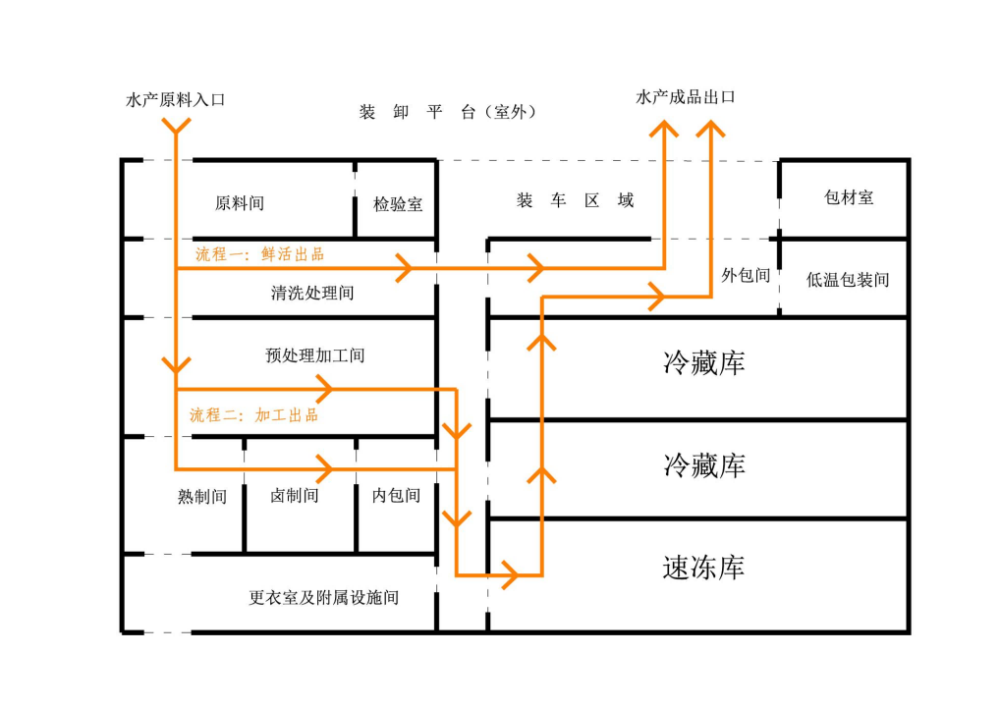 水产原料入口
装 卸 平 台（室外）
水产成品出口
原料间
检验室
装 车 区 域
包材室
流程一：鲜活出品
清洗处理间
外包间
低温包装间
预处理加工间
冷藏库
流程二：加工出品
冷藏库
熟制间
卤制间
内包间
速冻库
更衣室及附属设施间